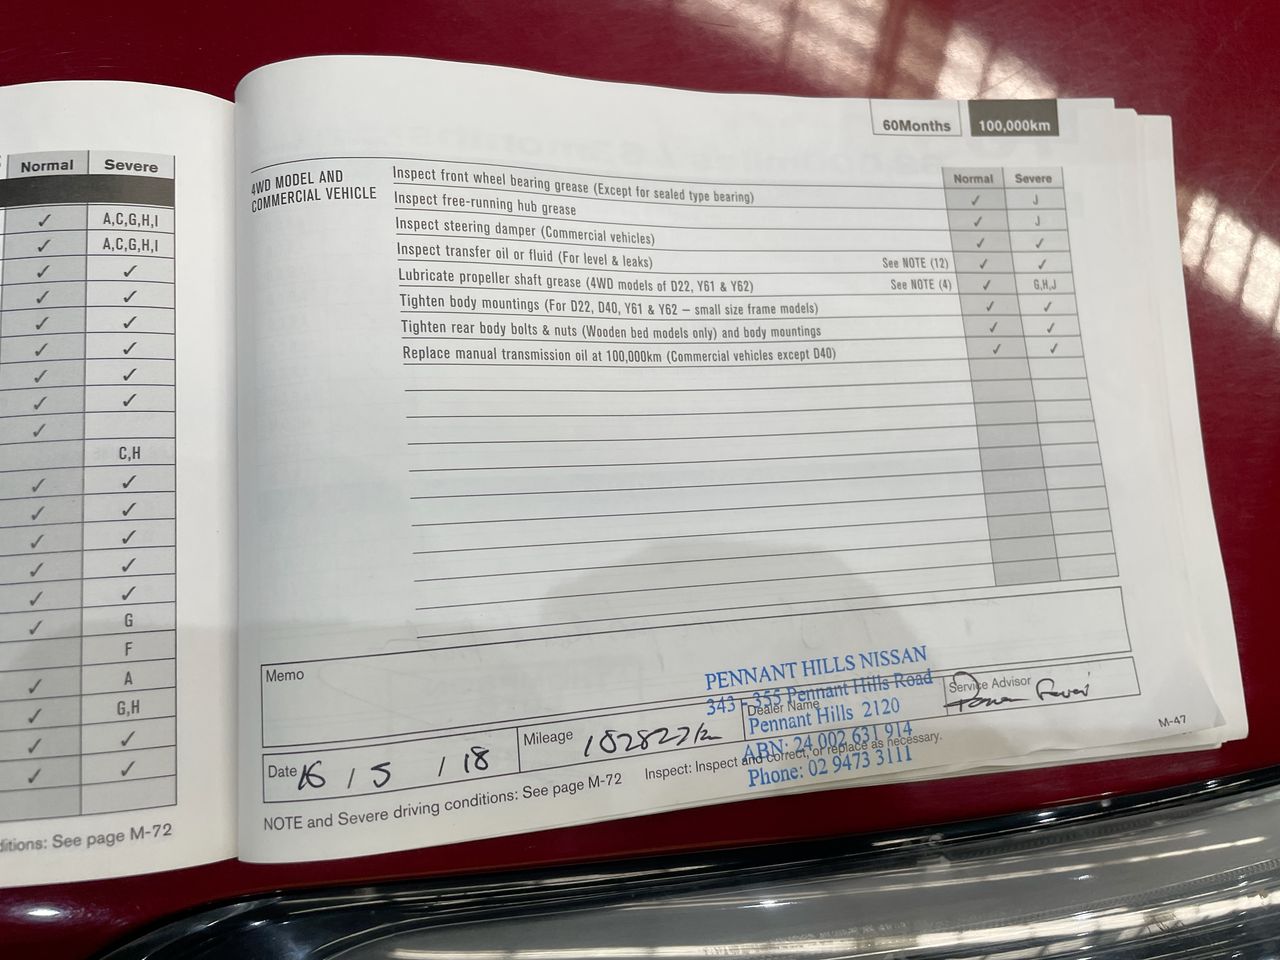 Normal Severe
✓ A,C,G,H,I
✓ A,C,G,H,I
✓ ✓
✓ ✓
✓ ✓
✓ ✓
✓ ✓
✓ ✓
✓
C,H
✓ ✓
✓ ✓
✓ ✓
✓ ✓
✓ ✓
✓ G
F
✓ A
✓ G,H
✓ ✓
✓ ✓
ditions: See page M-72
60Months 100,000km
Normal Severe
4WD MODEL AND
COMMERCIAL VEHICLE
Inspect front wheel bearing grease (Except for sealed type bearing) ✓ J
Inspect free-running hub grease ✓ J
Inspect steering damper (Commercial vehicles) ✓ ✓
Inspect transfer oil or fluid (For level & leaks) See NOTE (12) ✓ ✓
Lubricate propeller shaft grease (4WD models of D22, Y61 & Y62) See NOTE (4) ✓ G,H,J
Tighten body mountings (For D22, D40, Y61 & Y62 – small size frame models) ✓ ✓
Tighten rear body bolts & nuts (Wooden bed models only) and body mountings ✓ ✓
Replace manual transmission oil at 100,000km (Commercial vehicles except D40) ✓ ✓
Memo
PENNANT HILLS NISSAN
343 - 355 Pennant Hills Road
Pennant Hills 2120
ABN: 24 002 631 914
Phone: 02 9473 3111
Date 16 / 5 / 18
Mileage 182827km
Dealer Name
Service Advisor
NOTE and Severe driving conditions: See page M-72 Inspect: Inspect and correct, or replace as necessary.
M-47